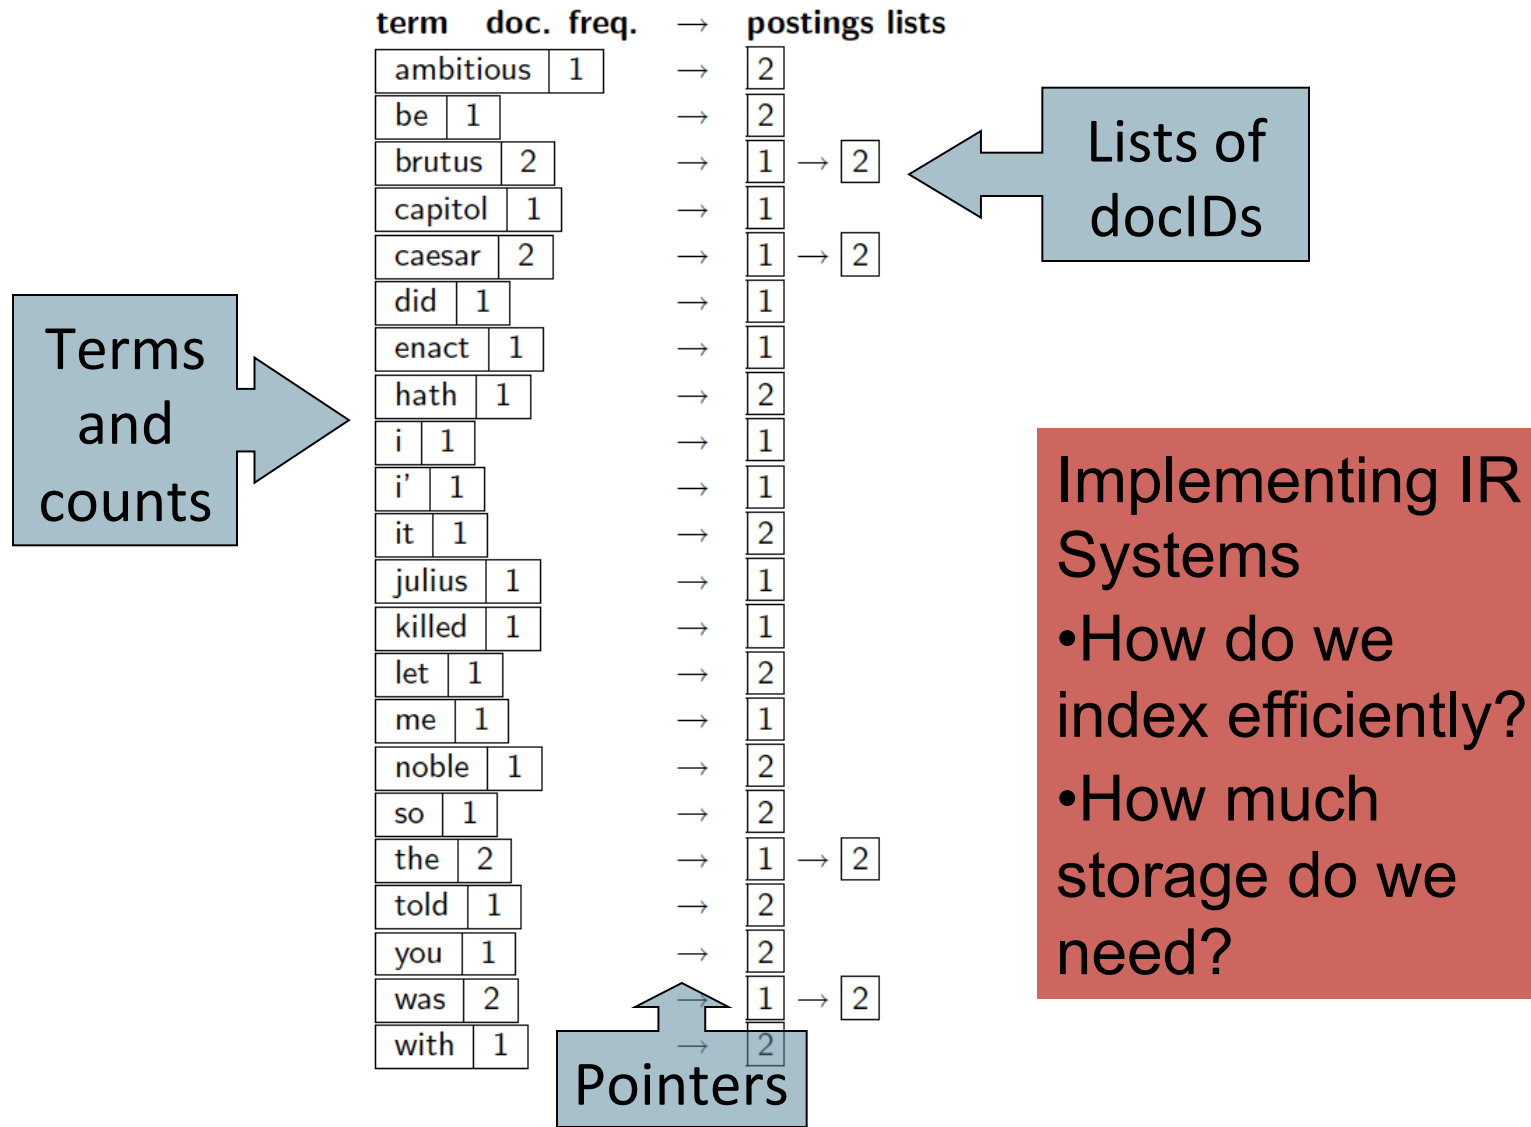 term doc. freq. → postings lists
ambitious 1 → 2
be 1 → 2
brutus 2 → 1 → 2
capitol 1 → 1
caesar 2 → 1 → 2
did 1 → 1
enact 1 → 1
hath 1 → 2
i 1 → 1
i' 1 → 1
it 1 → 2
julius 1 → 1
killed 1 → 1
let 1 → 2
me 1 → 1
noble 1 → 2
so 1 → 2
the 2 → 1 → 2
told 1 → 2
you 1 → 2
was 2 → 1 → 2
with 1 → 2
Terms
and
counts
Lists of
docIDs
Pointers
Implementing IR
Systems
•How do we
index efficiently?
•How much
storage do we
need?